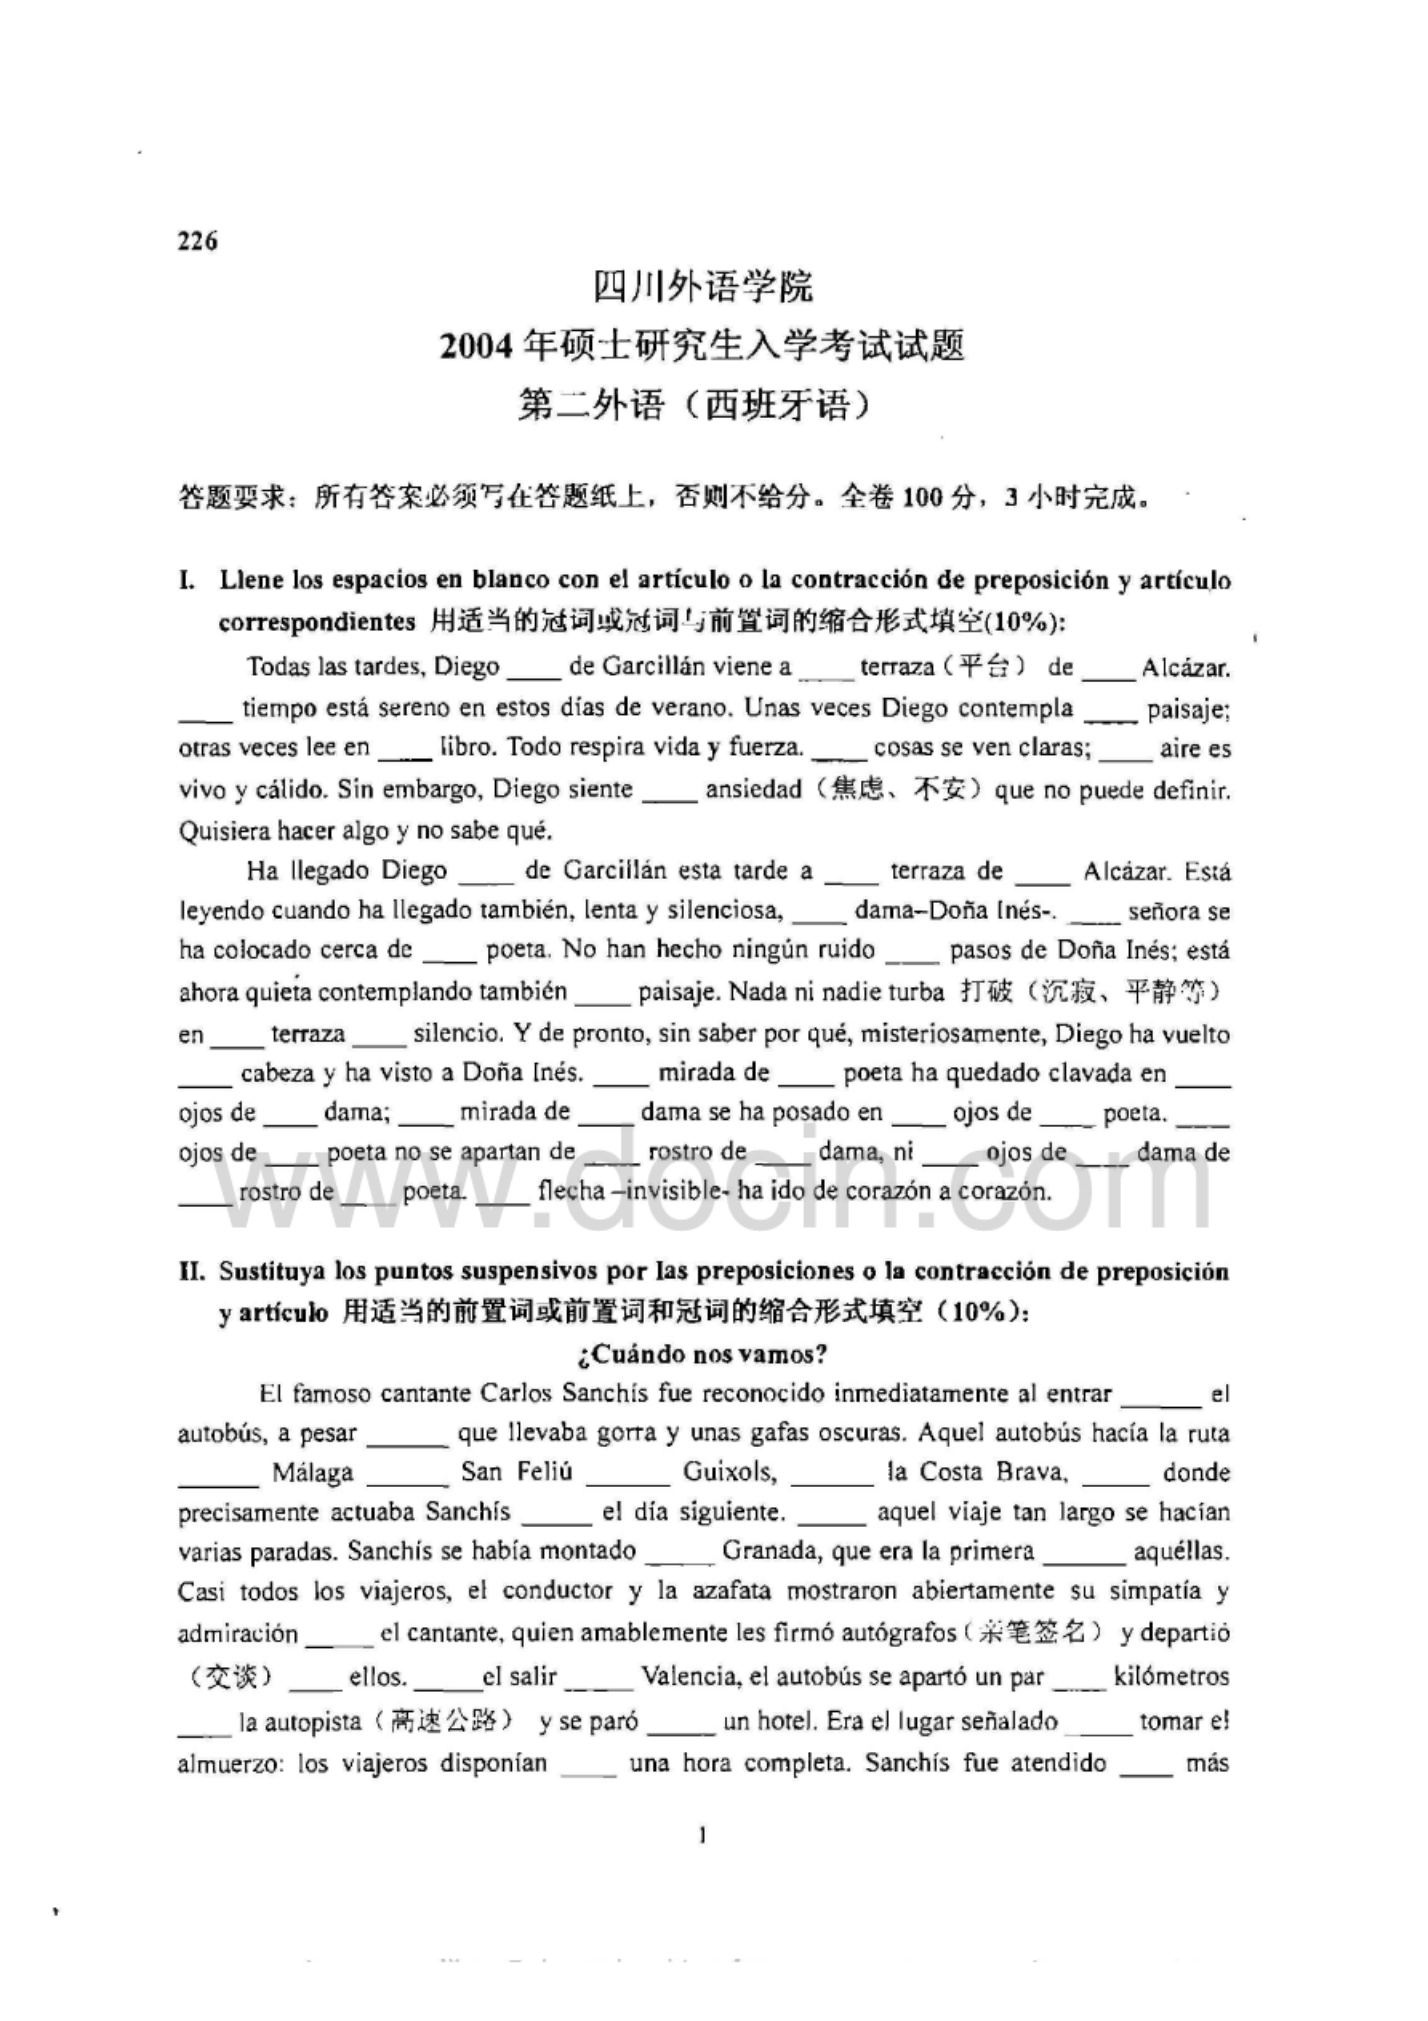 226
四川外语学院
2004 年硕士研究生入学考试试题
第二外语（西班牙语）
答题要求：所有答案必须写在答题纸上，否则不给分。全卷 100 分，3 小时完成。
I. Llene los espacios en blanco con el artículo o la contracción de preposición y artículo
correspondientes 用适当的冠词或冠词与前置词的缩合形式填空(10%):
Todas las tardes, Diego ____ de Garcillán viene a ____ terraza（平台） de ____ Alcázar.
____ tiempo está sereno en estos días de verano. Unas veces Diego contempla ____ paisaje;
otras veces lee en ____ libro. Todo respira vida y fuerza. ____ cosas se ven claras; ____ aire es
vivo y cálido. Sin embargo, Diego siente ____ ansiedad（焦虑、不安）que no puede definir.
Quisiera hacer algo y no sabe qué.
Ha llegado Diego ____ de Garcillán esta tarde a ____ terraza de ____ Alcázar. Está
leyendo cuando ha llegado también, lenta y silenciosa, ____ dama–Doña Inés-. ____ señora se
ha colocado cerca de ____ poeta. No han hecho ningún ruido ____ pasos de Doña Inés; está
ahora quieta contemplando también ____ paisaje. Nada ni nadie turba 打破（沉寂、平静等）
en ____ terraza ____ silencio. Y de pronto, sin saber por qué, misteriosamente, Diego ha vuelto
____ cabeza y ha visto a Doña Inés. ____ mirada de ____ poeta ha quedado clavada en ____
ojos de ____ dama; ____ mirada de ____ dama se ha posado en ____ ojos de ____ poeta. ____
ojos de ____ poeta no se apartan de ____ rostro de ____ dama, ni ____ ojos de ____ dama de
____ rostro de ____ poeta. ____ flecha –invisible- ha ido de corazón a corazón.
www.docin.com
II. Sustituya los puntos suspensivos por las preposiciones o la contracción de preposición
y artículo 用适当的前置词或前置词和冠词的缩合形式填空（10%）:
¿Cuándo nos vamos?
El famoso cantante Carlos Sanchís fue reconocido inmediatamente al entrar ______ el
autobús, a pesar ______ que llevaba gorra y unas gafas oscuras. Aquel autobús hacía la ruta
______ Málaga ______ San Feliú ______ Guixols, ______ la Costa Brava, _____ donde
precisamente actuaba Sanchís _____ el día siguiente. _____ aquel viaje tan largo se hacían
varias paradas. Sanchís se había montado _____ Granada, que era la primera ______ aquéllas.
Casi todos los viajeros, el conductor y la azafata mostraron abiertamente su simpatía y
admiración _____ el cantante, quien amablemente les firmó autógrafos（亲笔签名） y departió
（交谈） ____ ellos. _____el salir _____ Valencia, el autobús se apartó un par ____ kilómetros
____ la autopista（高速公路） y se paró _____ un hotel. Era el lugar señalado _____ tomar el
almuerzo: los viajeros disponían ____ una hora completa. Sanchís fue atendido ____ más
1